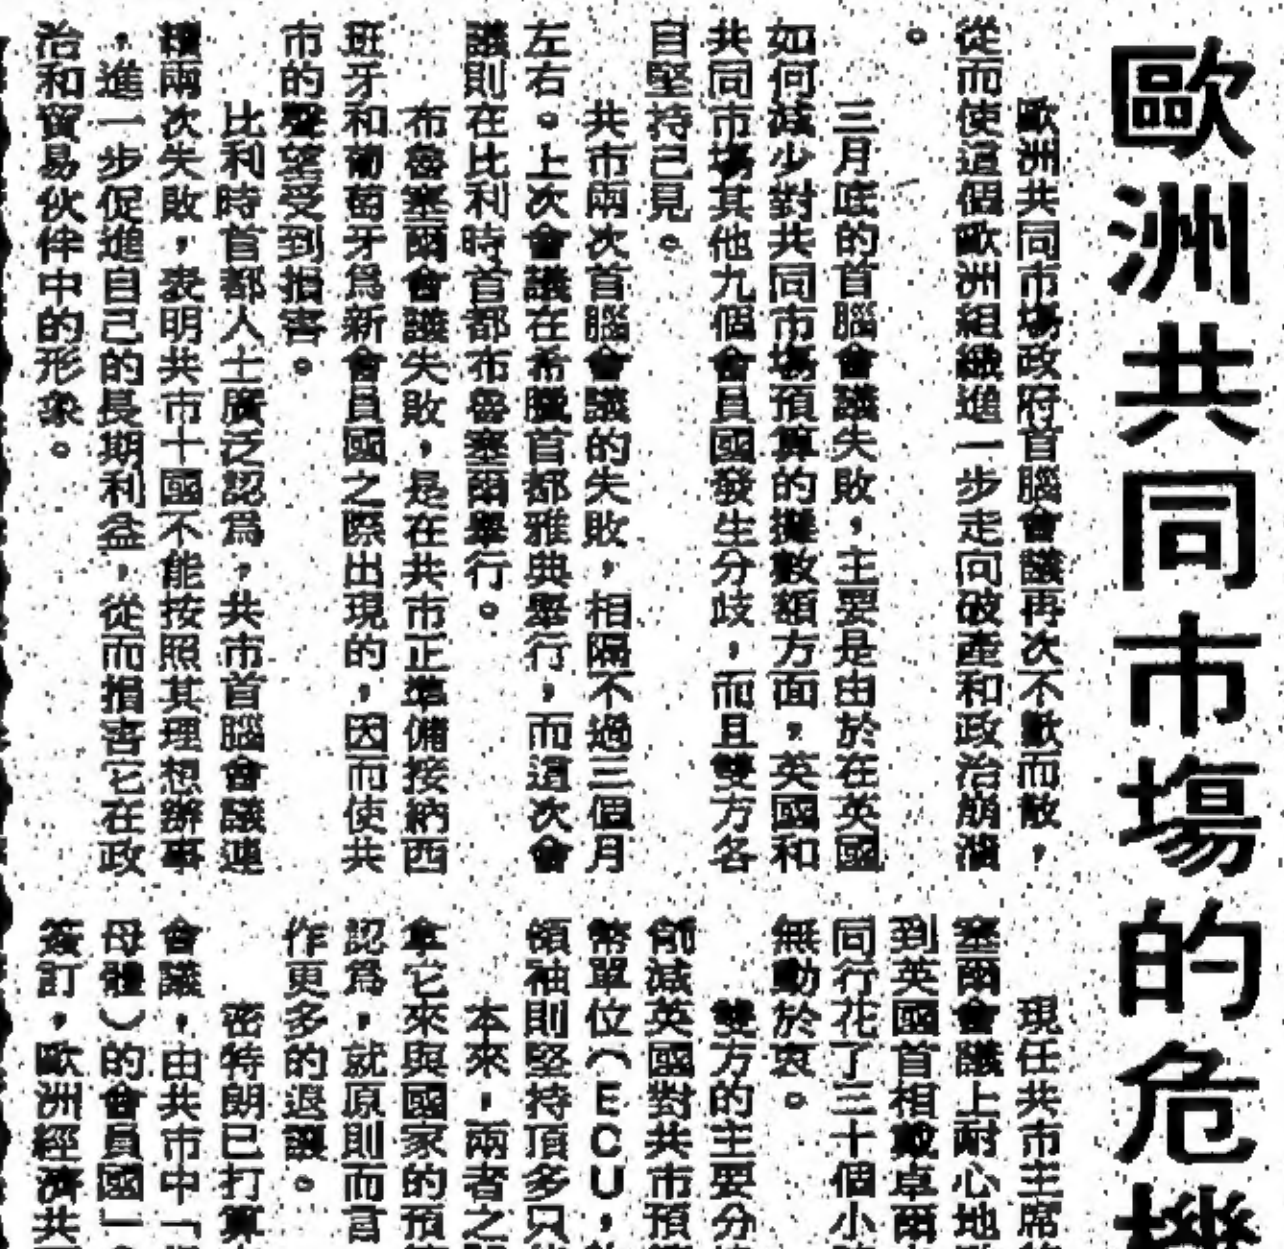 歐洲共同市場的危機
歐洲共同市場政府首腦會議再次不歡而散，
從而使這個歐洲組織進一步走向破產和政治崩潰
。
三月底的首腦會議失敗，主要是由於在英國
如何減少對共同市場預算的攤數額方面，英國和
共同市場其他九個會員國發生分歧，而且雙方各
自堅持己見。
共市兩次首腦會議的失敗，相隔不過三個月
左右。上次會議在希臘首都雅典舉行，而這次會
議則在比利時首都布魯塞爾舉行。
布魯塞爾會議失敗，是在共市正準備接納西
班牙和葡萄牙爲新會員國之際出現的，因而使共
市的聲望受到損害。
比利時首都人士廣泛認爲，共市首腦會議連
續兩次失敗，表明共市十國不能按照其理想辦事
，進一步促進自己的長期利益，從而損害它在政
治和貿易伙伴中的形象。
現任共市主席
塞爾會議上耐心地
到英國首相戴卓爾
同行花了三十個小
無動於衷。
雙方的主要分
削減英國對共市預
幣單位（ECU，
領袖則堅持頂多只
本來，兩者之
拿它來與國家的預
認爲，就原則而言
作更多的退讓。
密特朗已打算
會議，由共市中「
母體）的會員國」
簽訂，歐洲經濟共